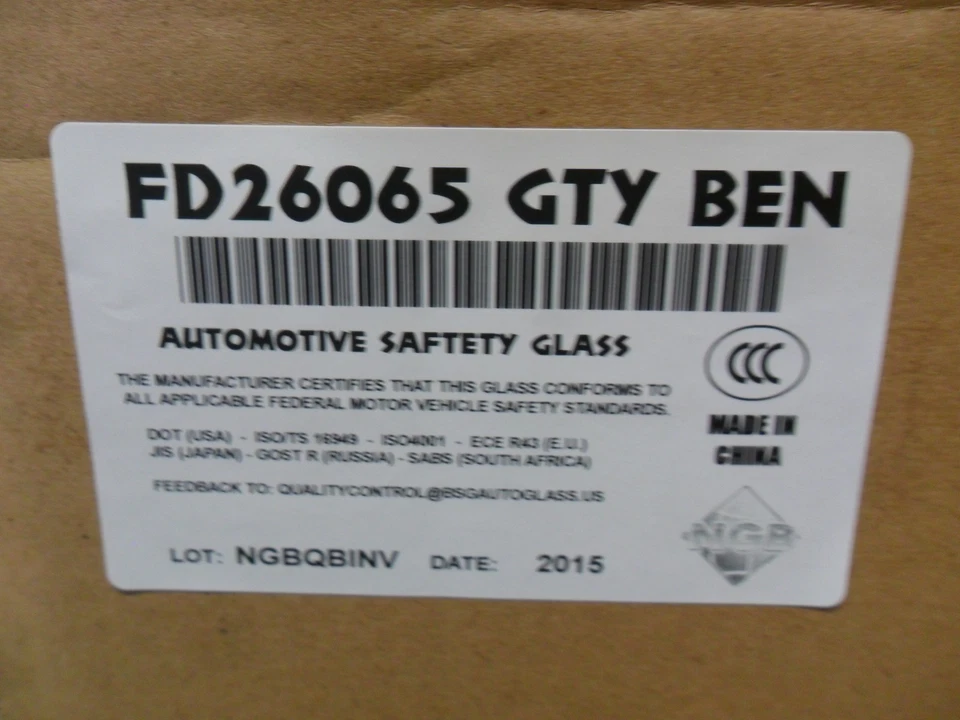 FD26065 GTY BEN
AUTOMOTIVE SAFTETY GLASS
CCC
THE MANUFACTURER CERTIFIES THAT THIS GLASS CONFORMS TO
ALL APPLICABLE FEDERAL MOTOR VEHICLE SAFETY STANDARDS.
MADE IN
CHINA
DOT (USA) - ISO/TS 16949 - ISO4001 - ECE R43 (E.U.)
JIS (JAPAN) - GOST R (RUSSIA) - SABS (SOUTH AFRICA)
FEEDBACK TO: QUALITYCONTROL@BSGAUTOGLASS.US
NGB
LOT: NGBQBINV DATE: 2015